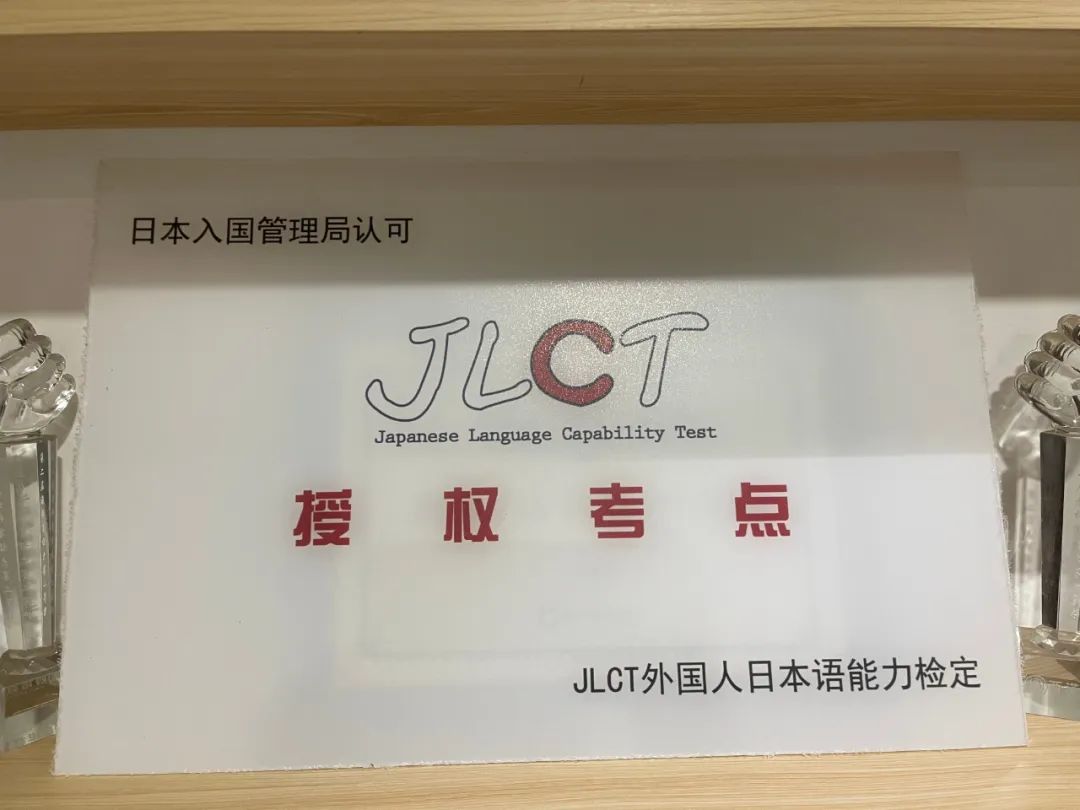 日本入国管理局认可
JLCT
Japanese Language Capability Test
授权考点
JLCT外国人日本语能力检定